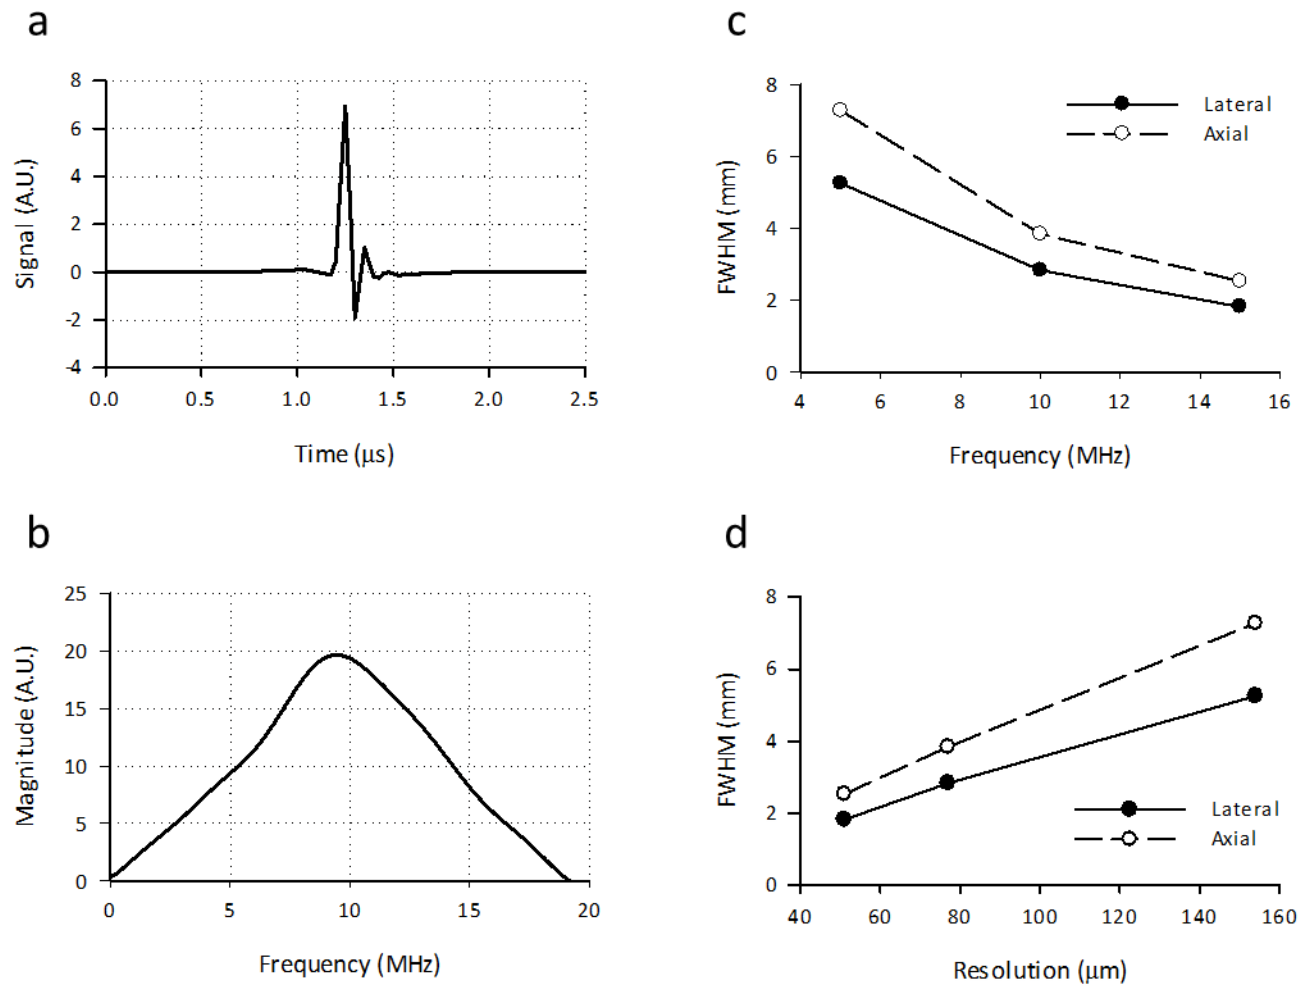 a
8
6
4
2
0
-2
-4
Signal (A.U.)
0.0 0.5 1.0 1.5 2.0 2.5
Time (μs)
b
25
20
15
10
5
0
Magnitude (A.U.)
0 5 10 15 20
Frequency (MHz)
c
8
6
4
2
0
FWHM (mm)
Lateral
Axial
4 6 8 10 12 14 16
Frequency (MHz)
d
8
6
4
2
0
FWHM (mm)
Lateral
Axial
40 60 80 100 120 140 160
Resolution (μm)